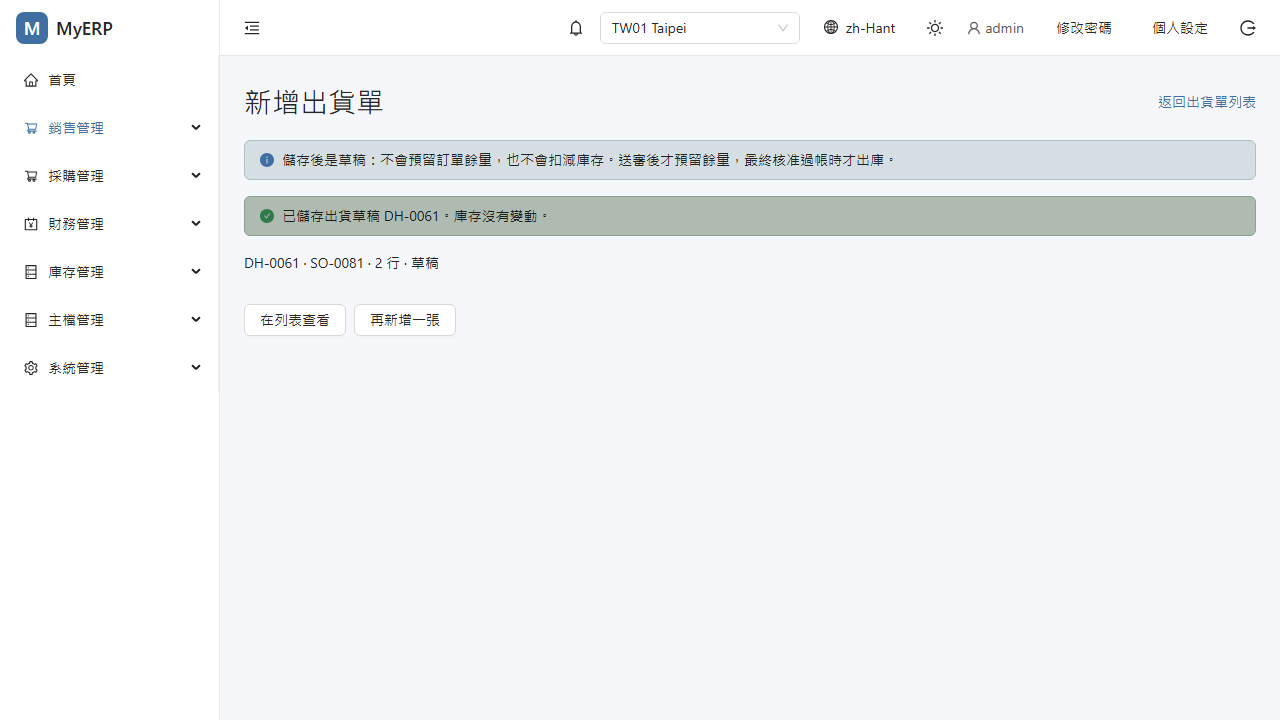 M MyERP
TW01 Taipei
zh-Hant
admin
修改密碼
個人設定
首頁
銷售管理
採購管理
財務管理
庫存管理
主檔管理
系統管理
新增出貨單
返回出貨單列表
儲存後是草稿：不會預留訂單餘量，也不會扣減庫存。送審後才預留餘量，最終核准過帳時才出庫。
已儲存出貨草稿 DH-0061。庫存沒有變動。
DH-0061 · SO-0081 · 2 行 · 草稿
在列表查看
再新增一張